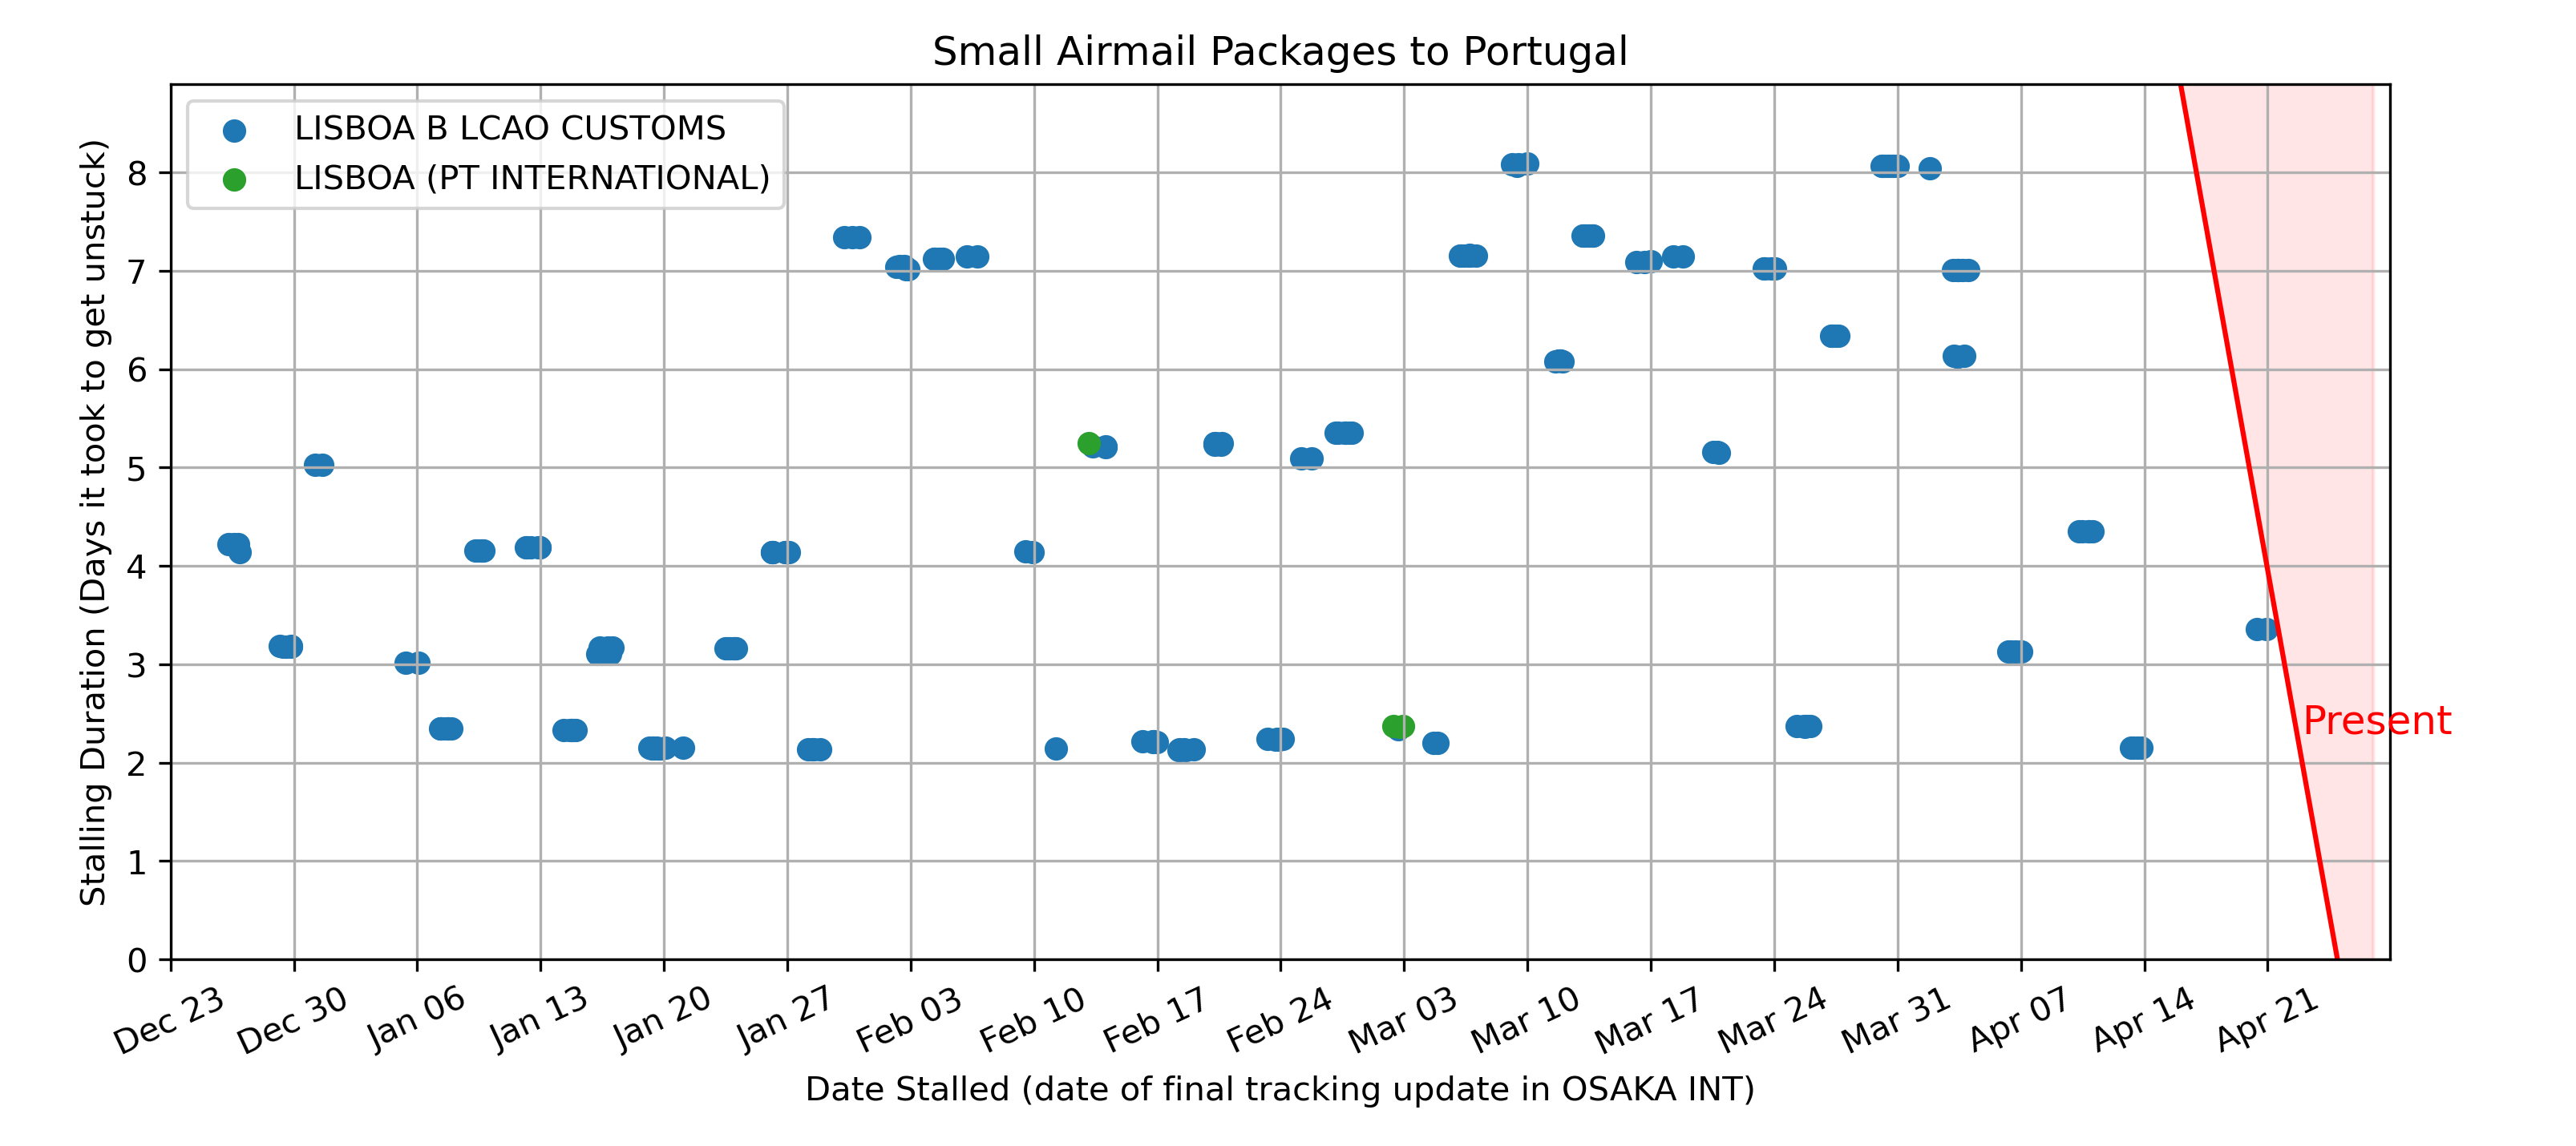 Small Airmail Packages to Portugal
LISBOA B LCAO CUSTOMS
LISBOA (PT INTERNATIONAL)
Stalling Duration (Days it took to get unstuck)
8
7
6
5
4
3
2
1
0
Present
Dec 23
Dec 30
Jan 06
Jan 13
Jan 20
Jan 27
Feb 03
Feb 10
Feb 17
Feb 24
Mar 03
Mar 10
Mar 17
Mar 24
Mar 31
Apr 07
Apr 14
Apr 21
Date Stalled (date of final tracking update in OSAKA INT)